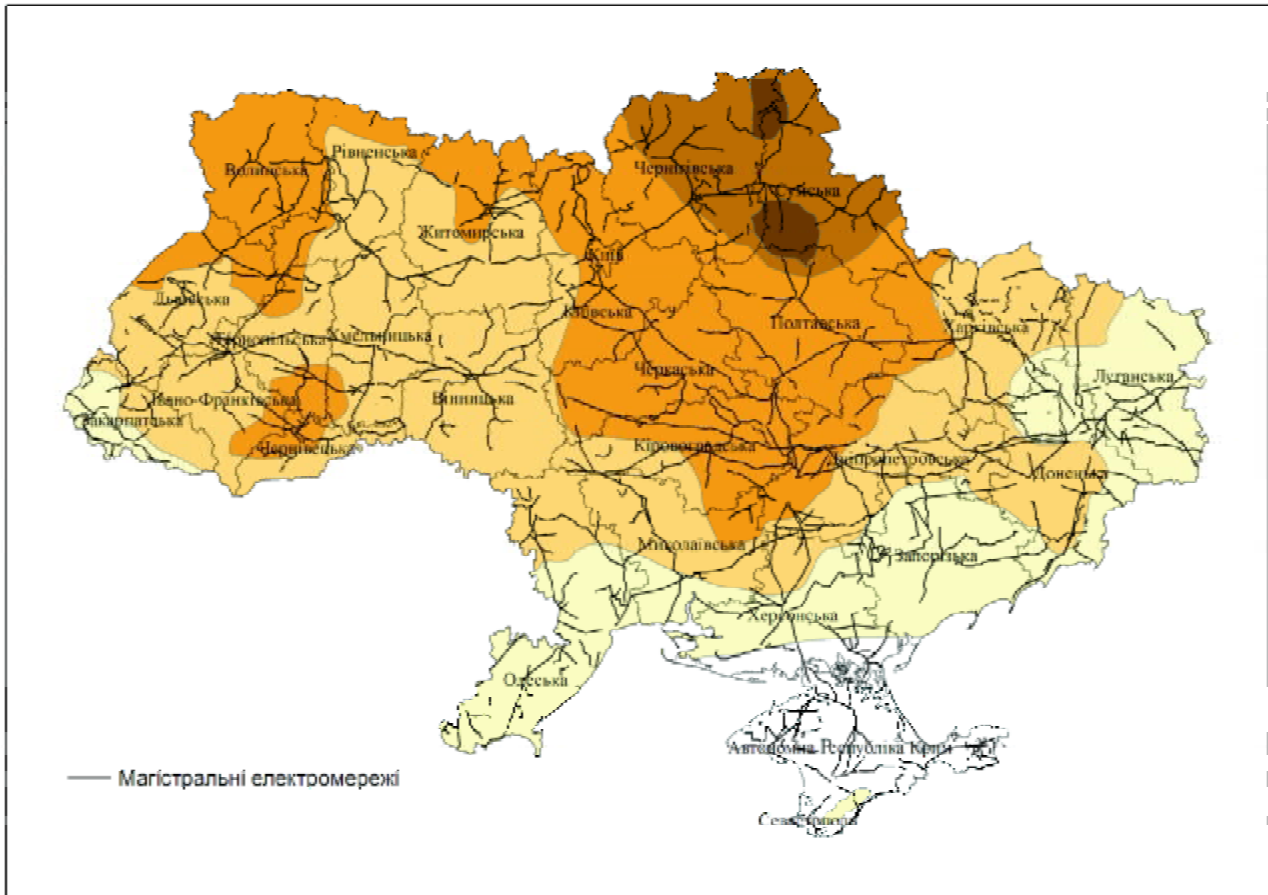 Рівненська
Волинська
Чернігівська
Сумська
Житомирська
Київ
Львівська
Київська
Полтавська
Харківська
Тернопільська
Хмельницька
Черкаська
Луганська
Вінницька
Івано-Франківська
Закарпатська
Чернівецька
Кіровоградська
Дніпропетровська
Донецька
Миколаївська
Запорізька
Херсонська
Одеська
Автономна Республіка Крим
Магістральні електромережі
Севастополь